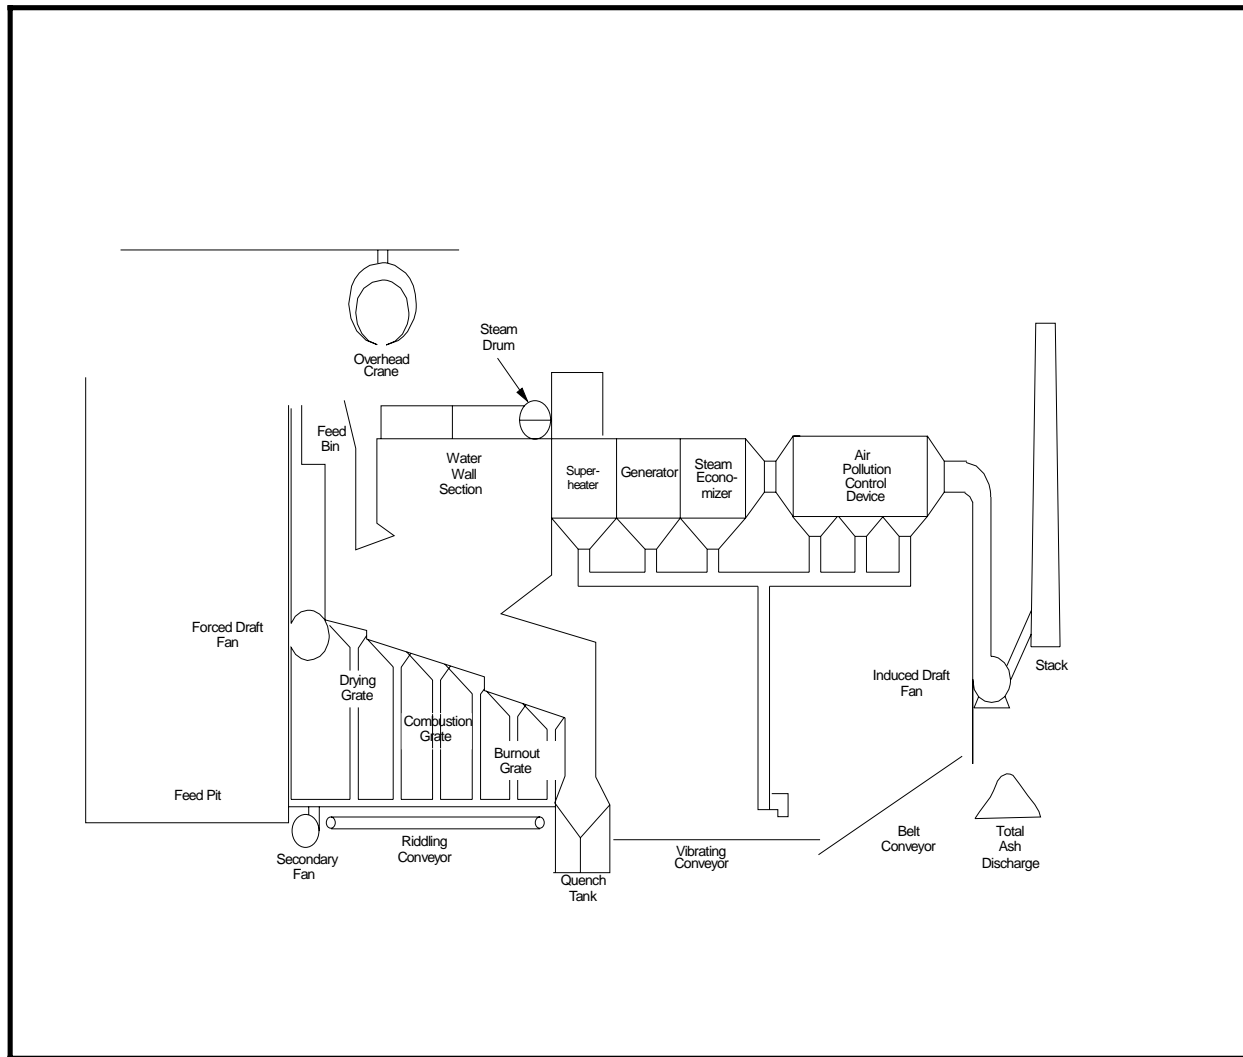 Overhead
Crane
Steam
Drum
Feed
Bin
Water
Wall
Section
Super-
heater
Generator
Steam
Econo-
mizer
Air
Pollution
Control
Device
Forced Draft
Fan
Drying
Grate
Combustion
Grate
Burnout
Grate
Induced Draft
Fan
Stack
Feed Pit
Secondary
Fan
Riddling
Conveyor
Quench
Tank
Vibrating
Conveyor
Belt
Conveyor
Total
Ash
Discharge